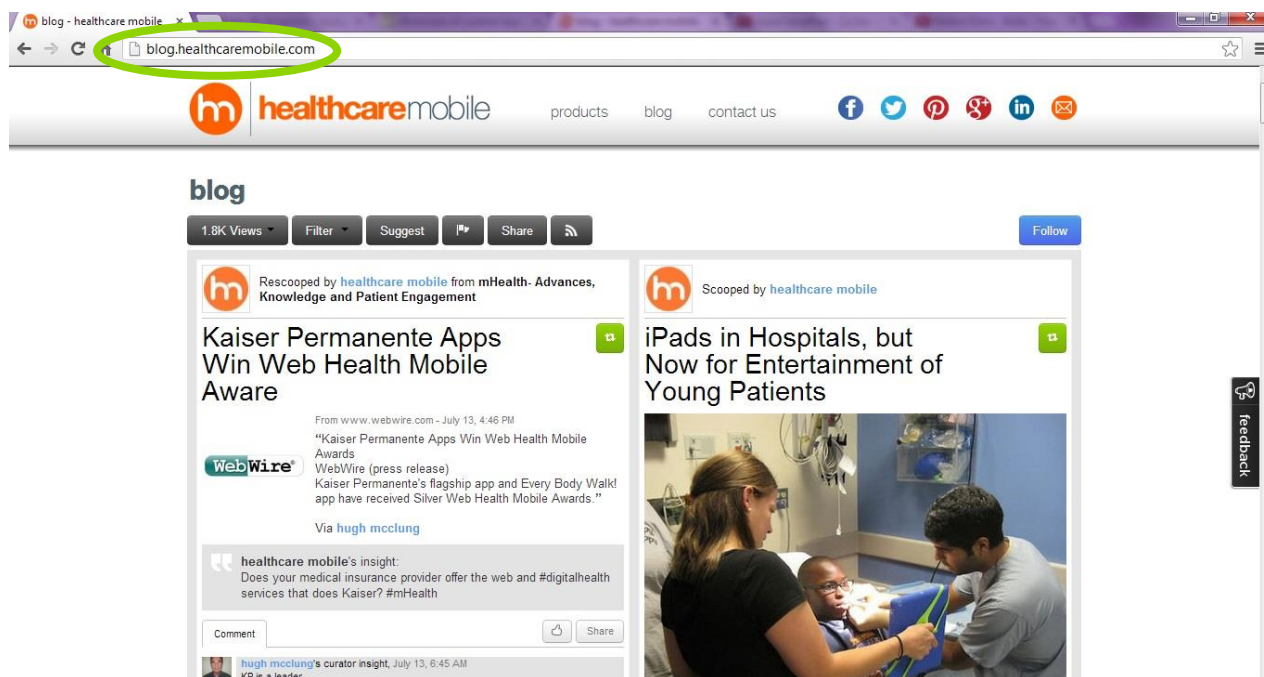 blog - healthcare mobile
blog.healthcaremobile.com
hm healthcaremobile
products blog contact us
blog
1.8K Views Filter Suggest Share Follow
Rescooped by healthcare mobile from mHealth- Advances,
Knowledge and Patient Engagement
Kaiser Permanente Apps
Win Web Health Mobile
Aware
From www.webwire.com - July 13, 4:46 PM
WebWire®
“Kaiser Permanente Apps Win Web Health Mobile
Awards
WebWire (press release)
Kaiser Permanente's flagship app and Every Body Walk!
app have received Silver Web Health Mobile Awards.”
Via hugh mcclung
healthcare mobile's insight:
Does your medical insurance provider offer the web and #digitalhealth
services that does Kaiser? #mHealth
Comment Share
hugh mcclung's curator insight, July 13, 6:45 AM
KP is a leader
Scooped by healthcare mobile
iPads in Hospitals, but
Now for Entertainment of
Young Patients
feedback